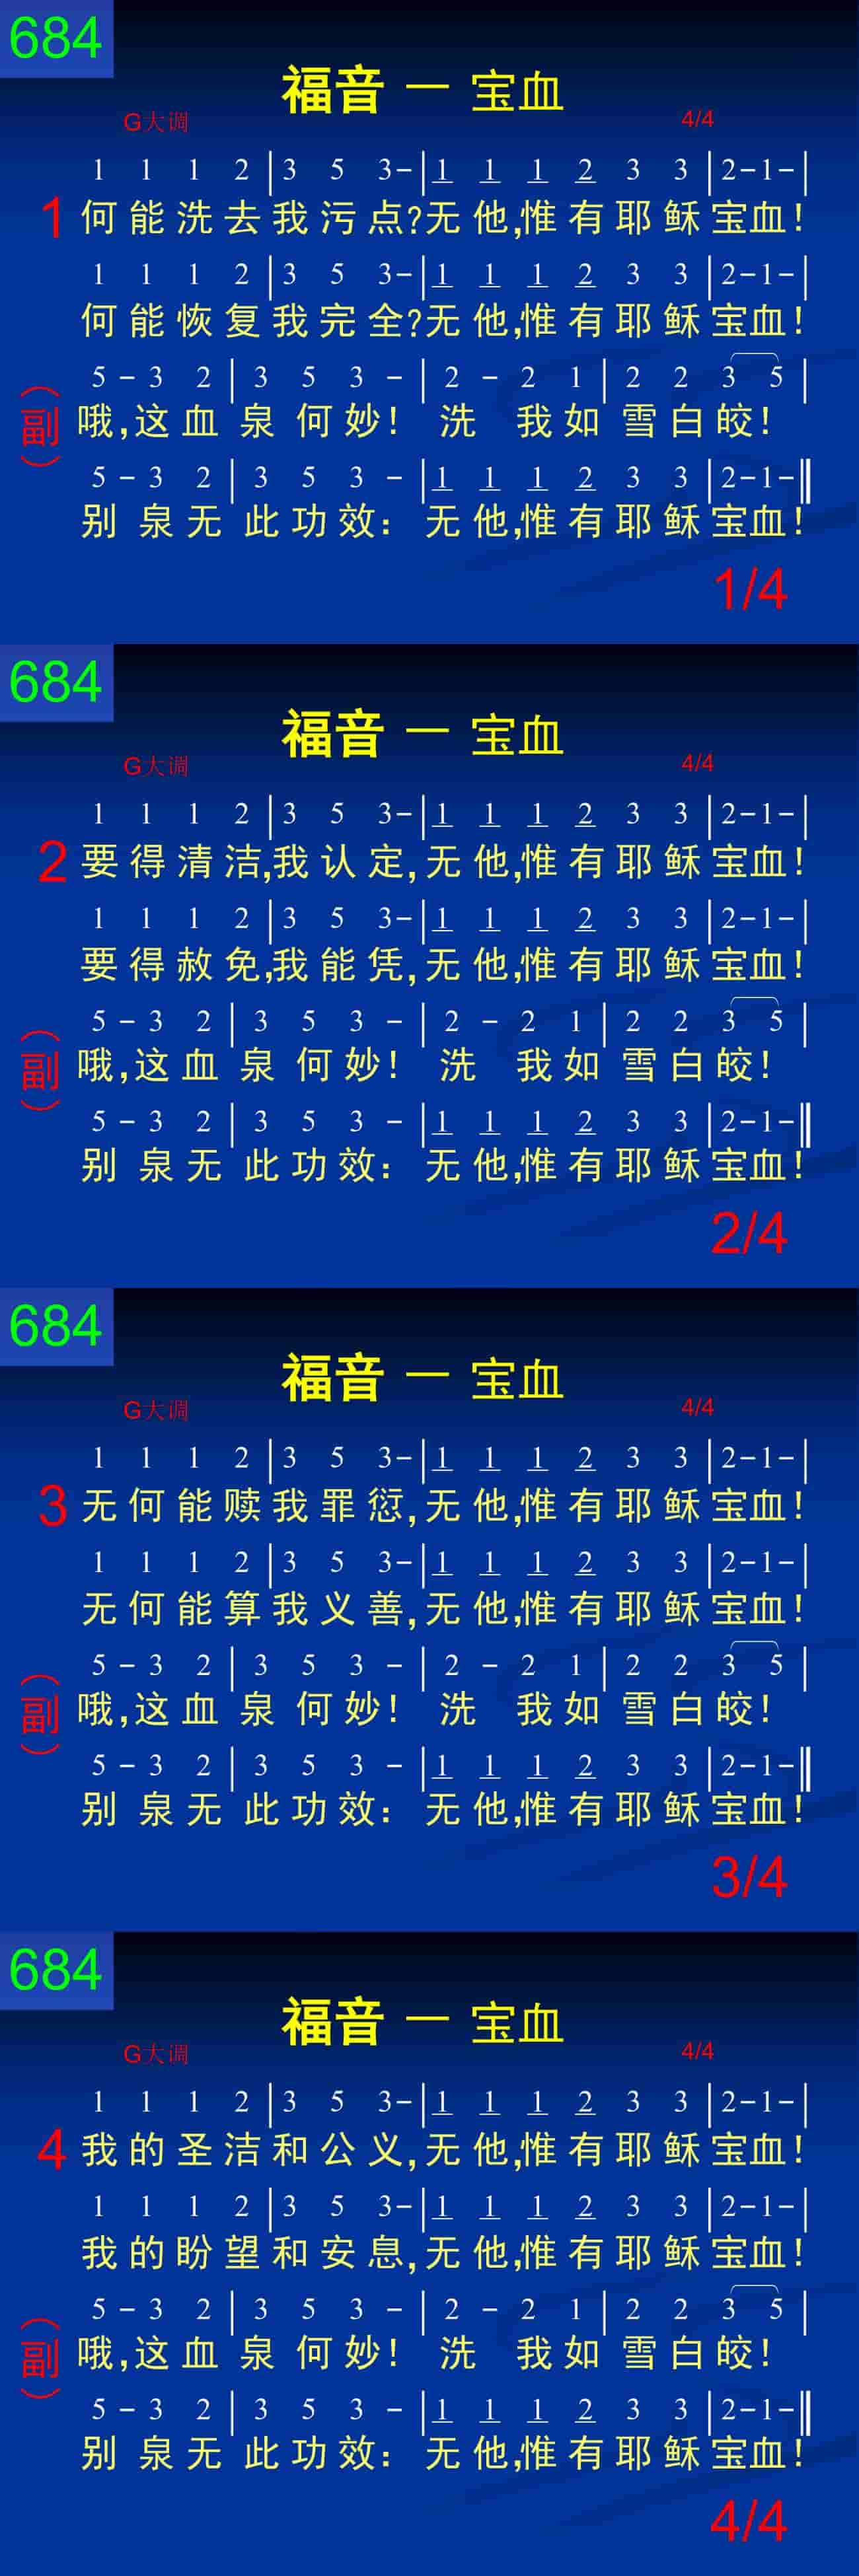 684
福音 — 宝血
G大调 4/4
1 1 1 2 | 3 5 3- | 1 1 1 2 3 3 | 2-1- |
1 何能洗去我污点?无他,惟有耶稣宝血!
1 1 1 2 | 3 5 3- | 1 1 1 2 3 3 | 2-1- |
何能恢复我完全?无他,惟有耶稣宝血!
5 - 3 2 | 3 5 3 - | 2 - 2 1 | 2 2 3 5 |
(副) 哦,这血泉何妙! 洗我如雪白皎!
5 - 3 2 | 3 5 3 - | 1 1 1 2 3 3 | 2-1- ‖
别泉无此功效: 无他,惟有耶稣宝血!
1/4
684
福音 — 宝血
G大调 4/4
1 1 1 2 | 3 5 3- | 1 1 1 2 3 3 | 2-1- |
2 要得清洁,我认定,无他,惟有耶稣宝血!
1 1 1 2 | 3 5 3- | 1 1 1 2 3 3 | 2-1- |
要得赦免,我能凭,无他,惟有耶稣宝血!
5 - 3 2 | 3 5 3 - | 2 - 2 1 | 2 2 3 5 |
(副) 哦,这血泉何妙! 洗我如雪白皎!
5 - 3 2 | 3 5 3 - | 1 1 1 2 3 3 | 2-1- ‖
别泉无此功效: 无他,惟有耶稣宝血!
2/4
684
福音 — 宝血
G大调 4/4
1 1 1 2 | 3 5 3- | 1 1 1 2 3 3 | 2-1- |
3 无何能赎我罪愆,无他,惟有耶稣宝血!
1 1 1 2 | 3 5 3- | 1 1 1 2 3 3 | 2-1- |
无何能算我义善,无他,惟有耶稣宝血!
5 - 3 2 | 3 5 3 - | 2 - 2 1 | 2 2 3 5 |
(副) 哦,这血泉何妙! 洗我如雪白皎!
5 - 3 2 | 3 5 3 - | 1 1 1 2 3 3 | 2-1- ‖
别泉无此功效: 无他,惟有耶稣宝血!
3/4
684
福音 — 宝血
G大调 4/4
1 1 1 2 | 3 5 3- | 1 1 1 2 3 3 | 2-1- |
4 我的圣洁和公义,无他,惟有耶稣宝血!
1 1 1 2 | 3 5 3- | 1 1 1 2 3 3 | 2-1- |
我的盼望和安息,无他,惟有耶稣宝血!
5 - 3 2 | 3 5 3 - | 2 - 2 1 | 2 2 3 5 |
(副) 哦,这血泉何妙! 洗我如雪白皎!
5 - 3 2 | 3 5 3 - | 1 1 1 2 3 3 | 2-1- ‖
别泉无此功效: 无他,惟有耶稣宝血!
4/4